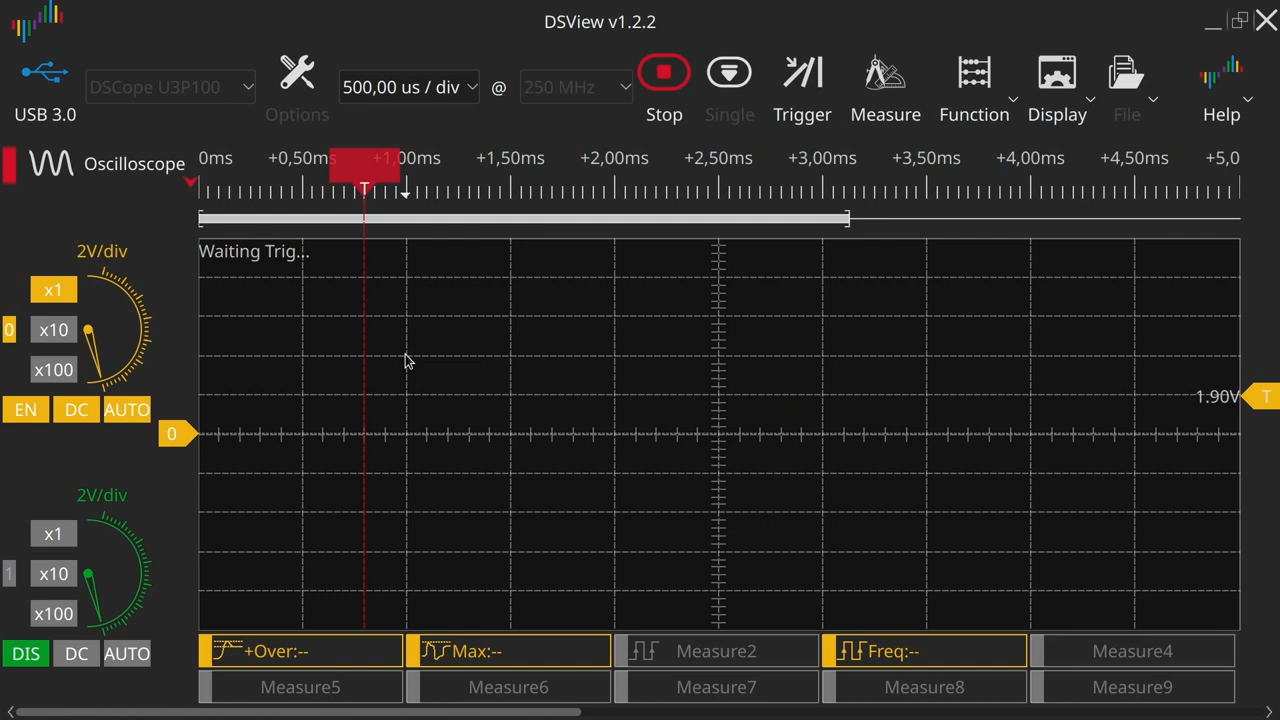 DSView v1.2.2
USB 3.0
DSCope U3P100
Options
500,00 us / div
@
250 MHz
Stop
Single
Trigger
Measure
Function
Display
File
Help
Oscilloscope
0ms +0,50ms +1,00ms +1,50ms +2,00ms +2,50ms +3,00ms +3,50ms +4,00ms +4,50ms +5,0
T
Waiting Trig...
2V/div
x1
0
x10
x100
EN DC AUTO
0
1.90V T
2V/div
x1
1
x10
x100
DIS DC AUTO
+Over:-- Max:-- Measure2 Freq:-- Measure4
Measure5 Measure6 Measure7 Measure8 Measure9